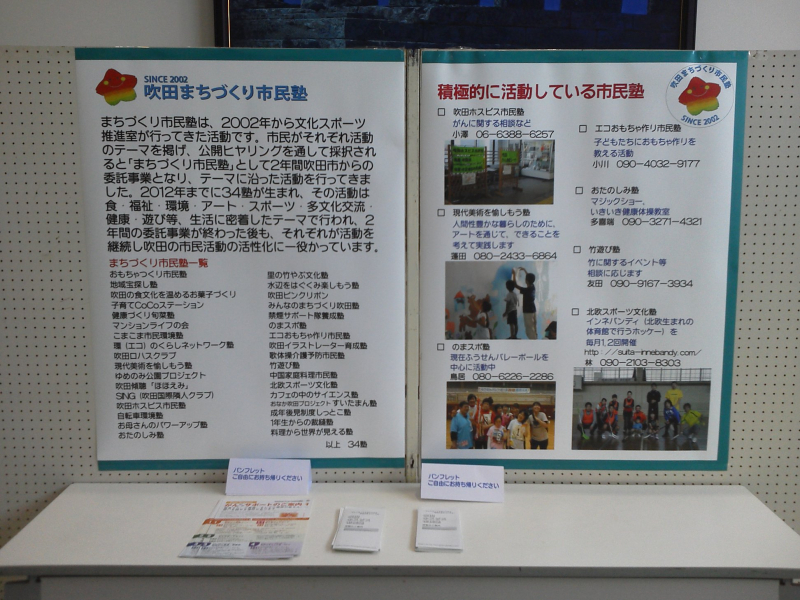 SINCE 2002
吹田まちづくり市民塾
まちづくり市民塾は、2002年から文化スポーツ
推進室が行ってきた活動です。市民がそれぞれ活動
のテーマを掲げ、公開ヒヤリングを通して採択され
ると「まちづくり市民塾」として2年間吹田市からの
委託事業となり、テーマに沿った活動を行ってきま
した。2012年までに34塾が生まれ、その活動は
食・福祉・環境・アート・スポーツ・多文化交流・
健康・遊び等、生活に密着したテーマで行われ、2
年間の委託事業が終わった後も、それぞれが活動を
継続し吹田の市民活動の活性化に一役かっています。
まちづくり市民塾一覧
おもちゃつくり市民塾
地域宝探し塾
吹田の食文化を温めるお菓子づくり
子育てCoCoステーション
健康づくり旬菜塾
マンションライフの会
こまこま市民環境塾
環（エコ）のくらしネットワーク塾
吹田ロハスクラブ
現代美術を愉しもう塾
ゆめのみ公園プロジェクト
吹田傾聴「ほほえみ」
SING（吹田国際隣人クラブ）
吹田ホスピス市民塾
自転車環境塾
お母さんのパワーアップ塾
おたのしみ塾
里の竹やぶ文化塾
水辺をはぐくみ楽しもう塾
吹田ピンクリボン
みんなのまちづくり吹田塾
禁煙サポート隊養成塾
のまスポ塾
エコおもちゃ作り市民塾
吹田イラストレーター育成塾
歌体操介護予防市民塾
竹遊び塾
中国家庭料理市民塾
北欧スポーツ文化塾
カフェの中のサイエンス塾
おなか吹田プロジェクト すいたまん塾
成年後見制度しっとこ塾
1年生からの裁縫塾
料理から世界が見える塾
以上 34塾
積極的に活動している市民塾
吹田まちづくり市民塾
SINCE 2002
□ 吹田ホスピス市民塾
がんに関する相談など
小澤 06-6388-6257
□ 現代美術を愉しもう塾
人間性豊かな暮らしのために、
アートを通じて、できることを
考えて実践します
蓮田 080-2433-6864
□ のまスポ塾
現在ふうせんバレーボールを
中心に活動中
鳥居 080-6226-2286
□ エコおもちゃ作り市民塾
子どもたちにおもちゃ作りを
教える活動
小川 090-4032-9177
□ おたのしみ塾
マジックショー、
いきいき健康体操教室
多喜端 090-3271-4321
□ 竹遊び塾
竹に関するイベント等
相談に応じます
友田 090-9167-3934
□ 北欧スポーツ文化塾
インネバンディ（北欧生まれの
体育館で行うホッケー）を
毎月1,2回開催
http://suita-innebandy.com/
林 090-2103-8303
パンフレット
ご自由にお持ち帰りください
パンフレット
ご自由にお持ち帰りください